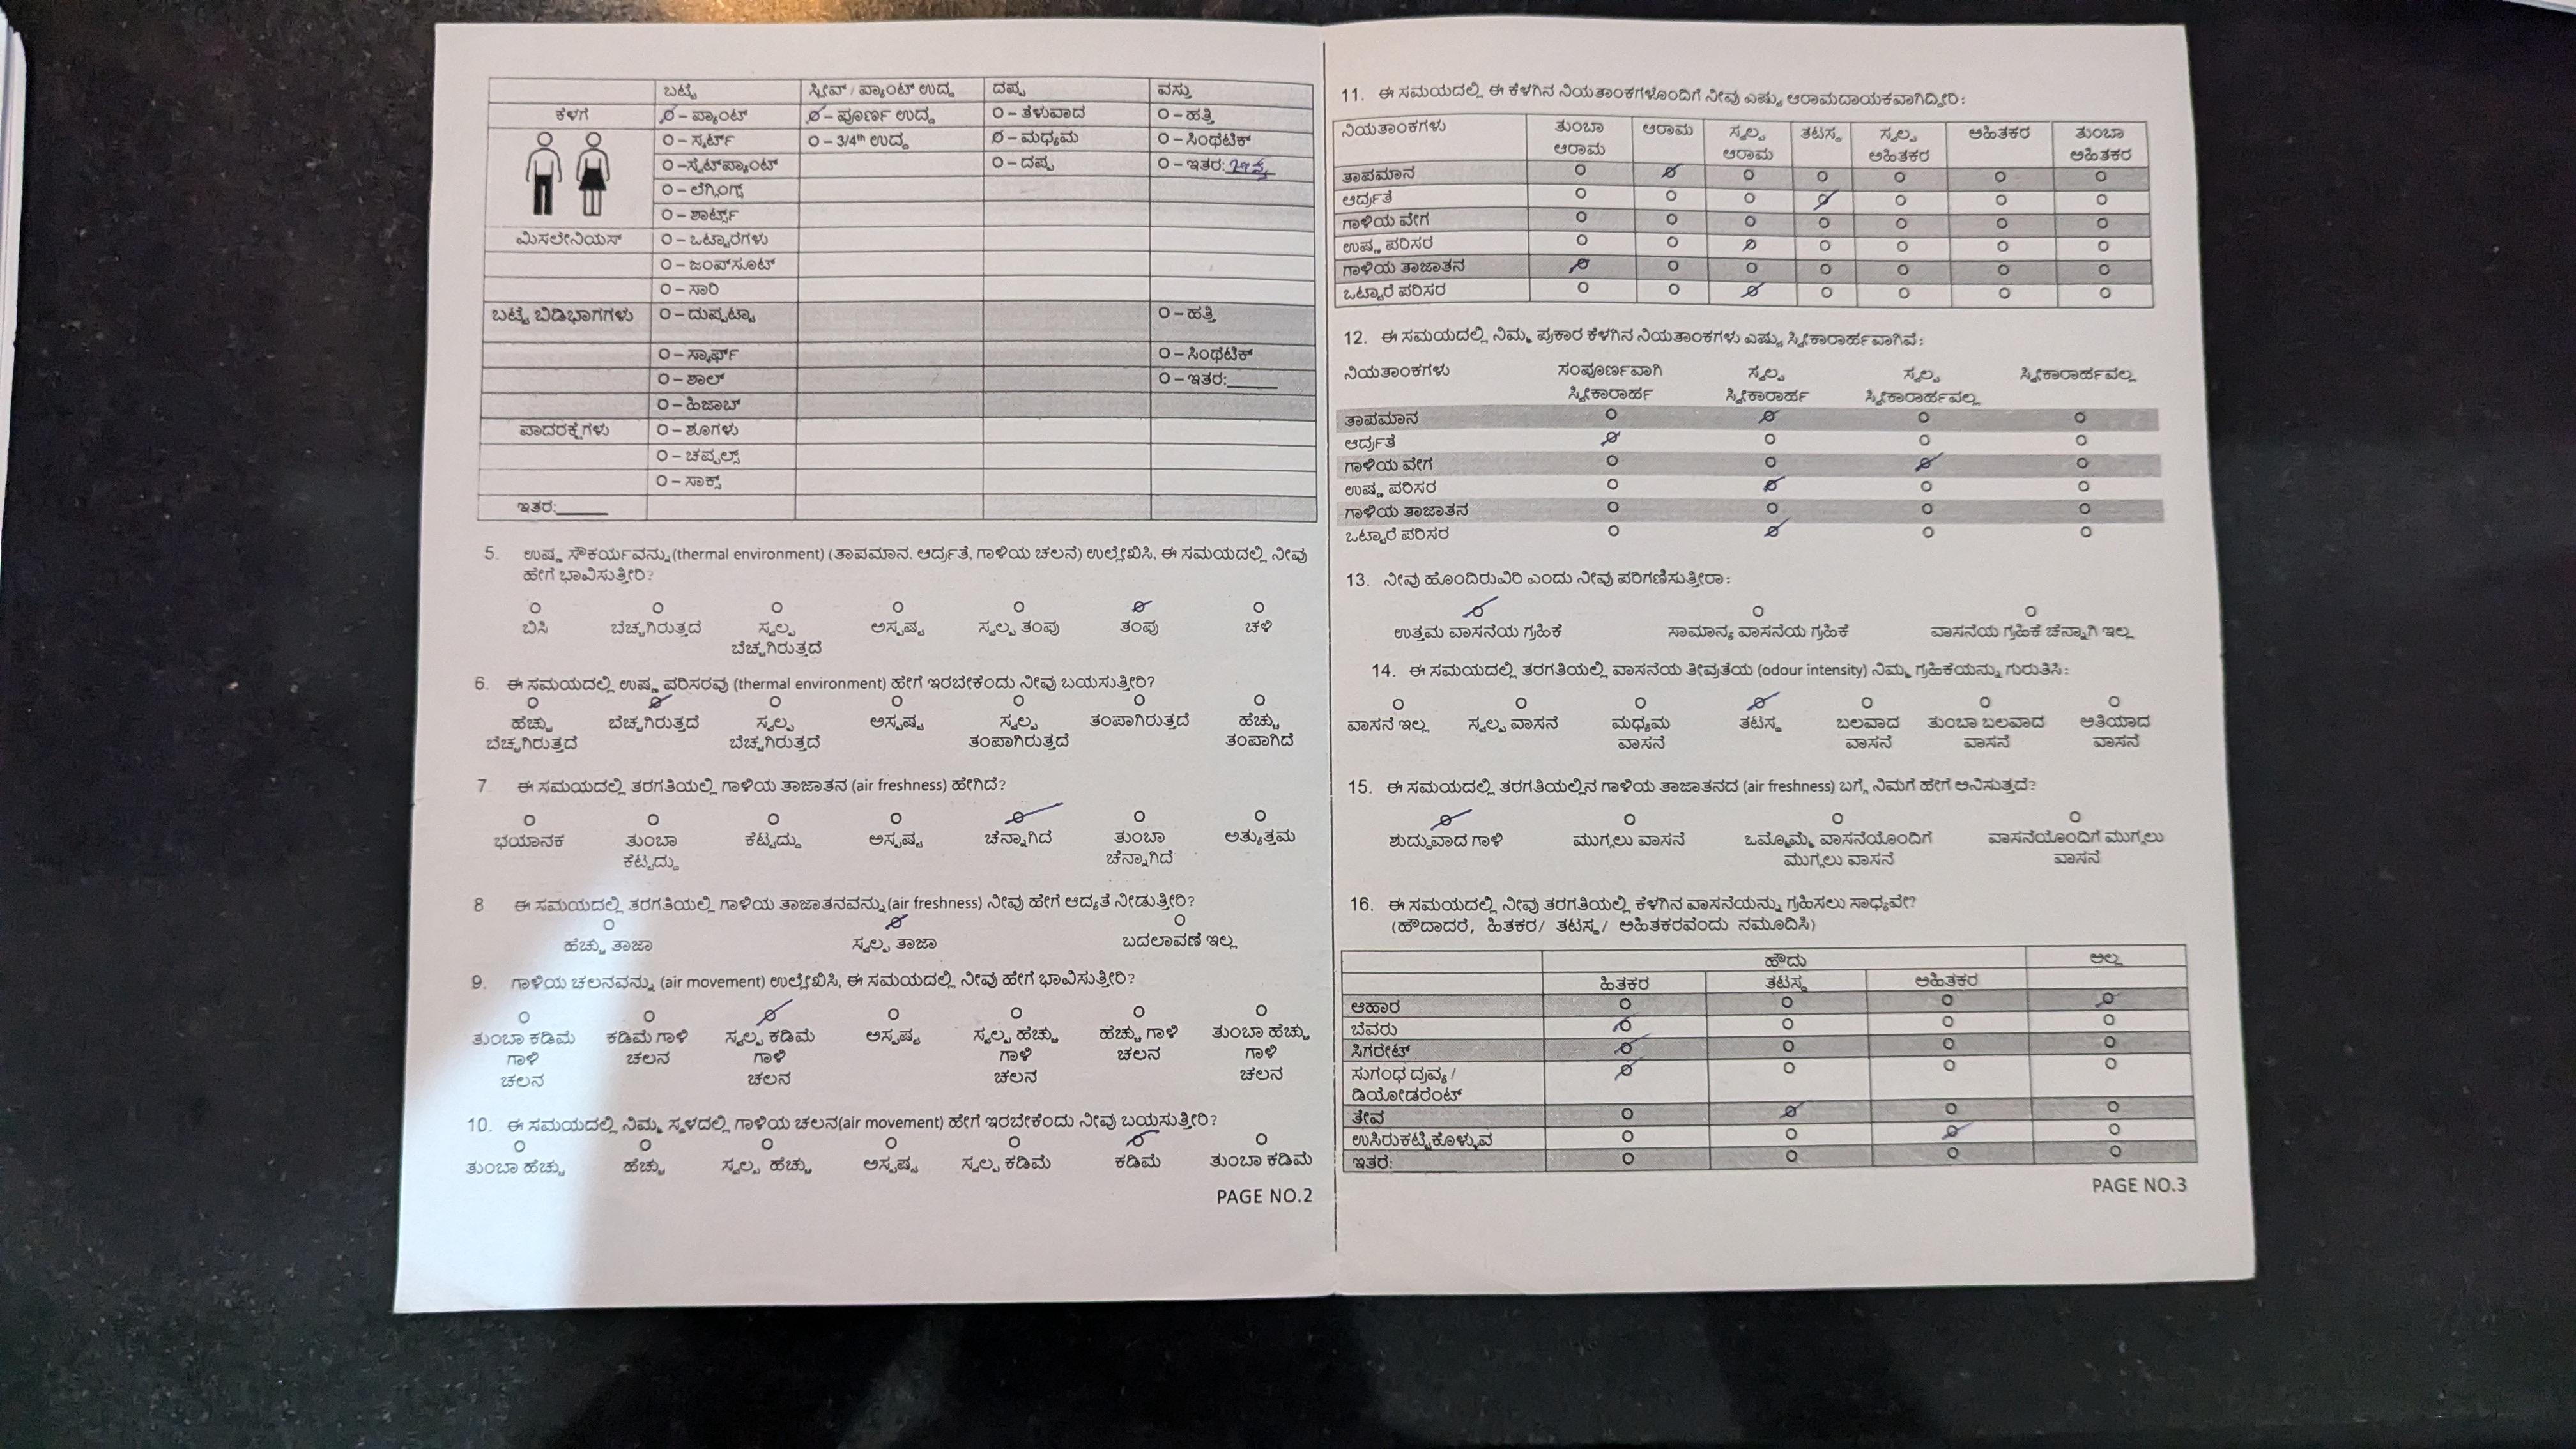 ಬಟ್ಟೆ ಸ್ಲೀವ್ / ಪ್ಯಾಂಟ್ ಉದ್ದ ದಪ್ಪ ವಸ್ತು
ಕೆಳಗೆ O – ಪ್ಯಾಂಟ್ O – ಪೂರ್ಣ ಉದ್ದ O – ತೆಳುವಾದ O – ಹತ್ತಿ
O – ಸ್ಕರ್ಟ್ O – 3/4th ಉದ್ದ O – ಮಧ್ಯಮ O – ಸಿಂಥೆಟಿಕ್
O –ಸ್ವೆಟ್‌ಪ್ಯಾಂಟ್ O – ದಪ್ಪ O – ಇತರ:
O – ಲೆಗ್ಗಿಂಗ್ಸ್
O – ಶಾರ್ಟ್ಸ್
ಮಿಸಲೇನಿಯಸ್ O – ಒಟ್ಟಾರೆಗಳು
O – ಜಂಪ್‌ಸೂಟ್
O – ಸಾರಿ
ಬಟ್ಟೆ ಬಿಡಿಭಾಗಗಳು O – ದುಪ್ಪಟ್ಟಾ O – ಹತ್ತಿ
O – ಸ್ಕಾರ್ಫ್ O – ಸಿಂಥೆಟಿಕ್
O – ಶಾಲ್ O – ಇತರ:______
O – ಹಿಜಾಬ್
ಪಾದರಕ್ಷೆಗಳು O – ಶೂಗಳು
O – ಚಪ್ಪಲ್ಸ್
O – ಸಾಕ್ಸ್
ಇತರ:______
5. ಉಷ್ಣ ಸೌಕರ್ಯವನ್ನು (thermal environment) (ತಾಪಮಾನ, ಆರ್ದ್ರತೆ, ಗಾಳಿಯ ಚಲನೆ) ಉಲ್ಲೇಖಿಸಿ, ಈ ಸಮಯದಲ್ಲಿ ನೀವು
ಹೇಗೆ ಭಾವಿಸುತ್ತೀರಿ?
O O O O O O O
ಬಿಸಿ ಬೆಚ್ಚಗಿರುತ್ತದೆ ಸ್ವಲ್ಪ ಅಸ್ಪಷ್ಟ ಸ್ವಲ್ಪ ತಂಪು ತಂಪು ಚಳಿ
ಬೆಚ್ಚಗಿರುತ್ತದೆ
6. ಈ ಸಮಯದಲ್ಲಿ ಉಷ್ಣ ಪರಿಸರವು (thermal environment) ಹೇಗೆ ಇರಬೇಕೆಂದು ನೀವು ಬಯಸುತ್ತೀರಿ?
O O O O O O O
ಹೆಚ್ಚು ಬೆಚ್ಚಗಿರುತ್ತದೆ ಸ್ವಲ್ಪ ಅಸ್ಪಷ್ಟ ಸ್ವಲ್ಪ ತಂಪಾಗಿರುತ್ತದೆ ಹೆಚ್ಚು
ಬೆಚ್ಚಗಿರುತ್ತದೆ ಬೆಚ್ಚಗಿರುತ್ತದೆ ತಂಪಾಗಿರುತ್ತದೆ ತಂಪಾಗಿದೆ
7 ಈ ಸಮಯದಲ್ಲಿ ತರಗತಿಯಲ್ಲಿ ಗಾಳಿಯ ತಾಜಾತನ (air freshness) ಹೇಗಿದೆ?
O O O O O O O
ಭಯಾನಕ ತುಂಬಾ ಕೆಟ್ಟದ್ದು ಅಸ್ಪಷ್ಟ ಚೆನ್ನಾಗಿದೆ ತುಂಬಾ ಅತ್ಯುತ್ತಮ
ಕೆಟ್ಟದ್ದು ಚೆನ್ನಾಗಿದೆ
8 ಈ ಸಮಯದಲ್ಲಿ ತರಗತಿಯಲ್ಲಿ ಗಾಳಿಯ ತಾಜಾತನವನ್ನು (air freshness) ನೀವು ಹೇಗೆ ಆದ್ಯತೆ ನೀಡುತ್ತೀರಿ?
O O O
ಹೆಚ್ಚು ತಾಜಾ ಸ್ವಲ್ಪ ತಾಜಾ ಬದಲಾವಣೆ ಇಲ್ಲ
9. ಗಾಳಿಯ ಚಲನವನ್ನು (air movement) ಉಲ್ಲೇಖಿಸಿ, ಈ ಸಮಯದಲ್ಲಿ ನೀವು ಹೇಗೆ ಭಾವಿಸುತ್ತೀರಿ?
O O O O O O O
ತುಂಬಾ ಕಡಿಮೆ ಕಡಿಮೆ ಗಾಳಿ ಸ್ವಲ್ಪ ಕಡಿಮೆ ಅಸ್ಪಷ್ಟ ಸ್ವಲ್ಪ ಹೆಚ್ಚು ಹೆಚ್ಚು ಗಾಳಿ ತುಂಬಾ ಹೆಚ್ಚು
ಗಾಳಿ ಚಲನ ಗಾಳಿ ಗಾಳಿ ಚಲನ ಗಾಳಿ
ಚಲನ ಚಲನ ಚಲನ ಚಲನ
10. ಈ ಸಮಯದಲ್ಲಿ ನಿಮ್ಮ ಸ್ಥಳದಲ್ಲಿ ಗಾಳಿಯ ಚಲನ(air movement) ಹೇಗೆ ಇರಬೇಕೆಂದು ನೀವು ಬಯಸುತ್ತೀರಿ?
O O O O O O O
ತುಂಬಾ ಹೆಚ್ಚು ಹೆಚ್ಚು ಸ್ವಲ್ಪ ಹೆಚ್ಚು ಅಸ್ಪಷ್ಟ ಸ್ವಲ್ಪ ಕಡಿಮೆ ಕಡಿಮೆ ತುಂಬಾ ಕಡಿಮೆ
PAGE NO.2
11. ಈ ಸಮಯದಲ್ಲಿ ಈ ಕೆಳಗಿನ ನಿಯತಾಂಕಗಳೊಂದಿಗೆ ನೀವು ಎಷ್ಟು ಆರಾಮದಾಯಕವಾಗಿದ್ದೀರಿ:
ನಿಯತಾಂಕಗಳು ತುಂಬಾ ಆರಾಮ ಸ್ವಲ್ಪ ತಟಸ್ಥ ಸ್ವಲ್ಪ ಅಹಿತಕರ ತುಂಬಾ
ಆರಾಮ ಆರಾಮ ಅಹಿತಕರ ಅಹಿತಕರ
ತಾಪಮಾನ O O O O O O O
ಆರ್ದ್ರತೆ O O O O O O O
ಗಾಳಿಯ ವೇಗ O O O O O O O
ಉಷ್ಣ ಪರಿಸರ O O O O O O O
ಗಾಳಿಯ ತಾಜಾತನ O O O O O O O
ಒಟ್ಟಾರೆ ಪರಿಸರ O O O O O O O
12. ಈ ಸಮಯದಲ್ಲಿ ನಿಮ್ಮ ಪ್ರಕಾರ ಕೆಳಗಿನ ನಿಯತಾಂಕಗಳು ಎಷ್ಟು ಸ್ವೀಕಾರಾರ್ಹವಾಗಿವೆ:
ನಿಯತಾಂಕಗಳು ಸಂಪೂರ್ಣವಾಗಿ ಸ್ವಲ್ಪ ಸ್ವಲ್ಪ ಸ್ವೀಕಾರಾರ್ಹವಲ್ಲ
ಸ್ವೀಕಾರಾರ್ಹ ಸ್ವೀಕಾರಾರ್ಹ ಸ್ವೀಕಾರಾರ್ಹವಲ್ಲ
ತಾಪಮಾನ O O O O
ಆರ್ದ್ರತೆ O O O O
ಗಾಳಿಯ ವೇಗ O O O O
ಉಷ್ಣ ಪರಿಸರ O O O O
ಗಾಳಿಯ ತಾಜಾತನ O O O O
ಒಟ್ಟಾರೆ ಪರಿಸರ O O O O
13. ನೀವು ಹೊಂದಿರುವಿರಿ ಎಂದು ನೀವು ಪರಿಗಣಿಸುತ್ತೀರಾ:
O O O
ಉತ್ತಮ ವಾಸನೆಯ ಗ್ರಹಿಕೆ ಸಾಮಾನ್ಯ ವಾಸನೆಯ ಗ್ರಹಿಕೆ ವಾಸನೆಯ ಗ್ರಹಿಕೆ ಚೆನ್ನಾಗಿ ಇಲ್ಲ
14. ಈ ಸಮಯದಲ್ಲಿ ತರಗತಿಯಲ್ಲಿ ವಾಸನೆಯ ತೀವ್ರತೆಯ (odour intensity) ನಿಮ್ಮ ಗ್ರಹಿಕೆಯನ್ನು ಗುರುತಿಸಿ:
O O O O O O O
ವಾಸನೆ ಇಲ್ಲ ಸ್ವಲ್ಪ ವಾಸನೆ ಮಧ್ಯಮ ತಟಸ್ಥ ಬಲವಾದ ತುಂಬಾ ಬಲವಾದ ಅತಿಯಾದ
ವಾಸನೆ ವಾಸನೆ ವಾಸನೆ ವಾಸನೆ
15. ಈ ಸಮಯದಲ್ಲಿ ತರಗತಿಯಲ್ಲಿನ ಗಾಳಿಯ ತಾಜಾತನದ (air freshness) ಬಗ್ಗೆ ನಿಮಗೆ ಹೇಗೆ ಅನಿಸುತ್ತದೆ?
O O O O
ಶುದ್ಧವಾದ ಗಾಳಿ ಮುಗ್ಗಲು ವಾಸನೆ ಒಮ್ಮೊಮ್ಮೆ ವಾಸನೆಯೊಂದಿಗೆ ವಾಸನೆಯೊಂದಿಗೆ ಮುಗ್ಗಲು
ಮುಗ್ಗಲು ವಾಸನೆ ವಾಸನೆ
16. ಈ ಸಮಯದಲ್ಲಿ ನೀವು ತರಗತಿಯಲ್ಲಿ ಕೆಳಗಿನ ವಾಸನೆಯನ್ನು ಗ್ರಹಿಸಲು ಸಾಧ್ಯವೇ?
(ಹೌದಾದರೆ, ಹಿತಕರ/ ತಟಸ್ಥ/ ಅಹಿತಕರವೆಂದು ನಮೂದಿಸಿ)
ಹೌದು ಅಲ್ಲ
ಹಿತಕರ ತಟಸ್ಥ ಅಹಿತಕರ
ಆಹಾರ O O O O
ಬೆವರು O O O O
ಸಿಗರೇಟ್ O O O O
ಸುಗಂಧ ದ್ರವ್ಯ / O O O O
ಡಿಯೋಡರೆಂಟ್
ತೇವ O O O O
ಉಸಿರುಕಟ್ಟಿಕೊಳ್ಳುವ O O O O
ಇತರೆ: O O O O
PAGE NO.3